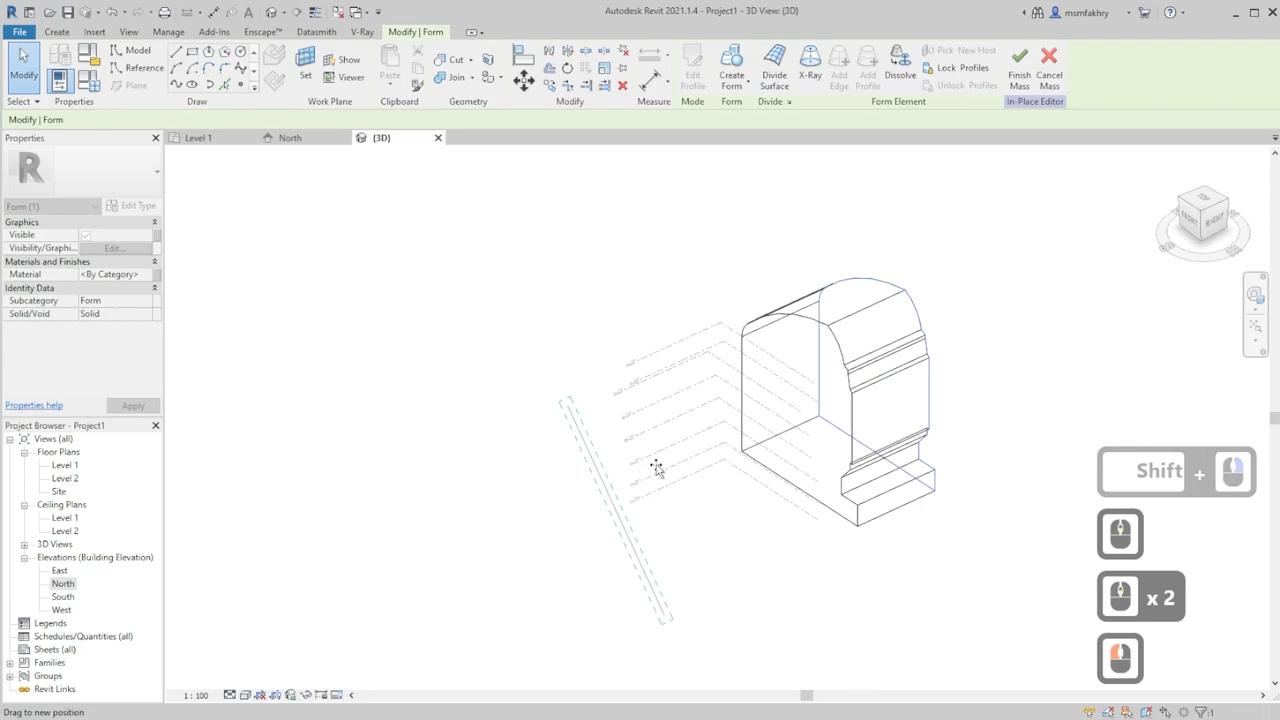 Autodesk Revit 2021.1.4 - Project1 - 3D View: {3D}
msmfakhry
File
Create
Insert
View
Manage
Add-Ins
Enscape™
Datasmith
V-Ray
Modify | Form
Modify
Select
Properties
Model
Reference
Plane
Draw
Set
Show
Viewer
Work Plane
Paste
Clipboard
Cut
Join
Geometry
Modify
Measure
Edit
Profile
Mode
Create
Form
Form
Divide
Surface
Divide
X-Ray
Add
Edge
Add
Profile
Dissolve
Pick New Host
Lock Profiles
Unlock Profiles
Form Element
Finish
Mass
Cancel
Mass
In-Place Editor
Modify | Form
Properties
Level 1
North
{3D}
R
Form (1)
Edit Type
Graphics
Visible
Visibility/Graphi...
Edit...
Materials and Finishes
Material
<By Category>
Identity Data
Subcategory
Form
Solid/Void
Solid
Properties help
Apply
Project Browser - Project1
Views (all)
Floor Plans
Level 1
Level 2
Site
Ceiling Plans
Level 1
Level 2
3D Views
Elevations (Building Elevation)
East
North
South
West
Legends
Schedules/Quantities (all)
Sheets (all)
Families
Groups
Revit Links
TOP
FRONT
RIGHT
Shift +
x 2
1 : 100
Drag to new position
:1